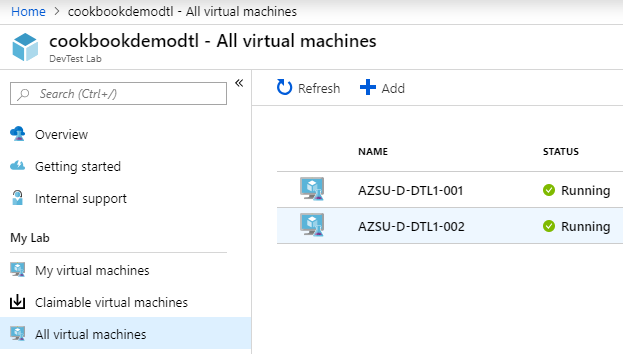 Home > cookbookdemodtl - All virtual machines
cookbookdemodtl - All virtual machines
DevTest Lab
Search (Ctrl+/)
«
Refresh
Add
Overview
Getting started
Internal support
NAME STATUS
AZSU-D-DTL1-001 Running
AZSU-D-DTL1-002 Running
My Lab
My virtual machines
Claimable virtual machines
All virtual machines